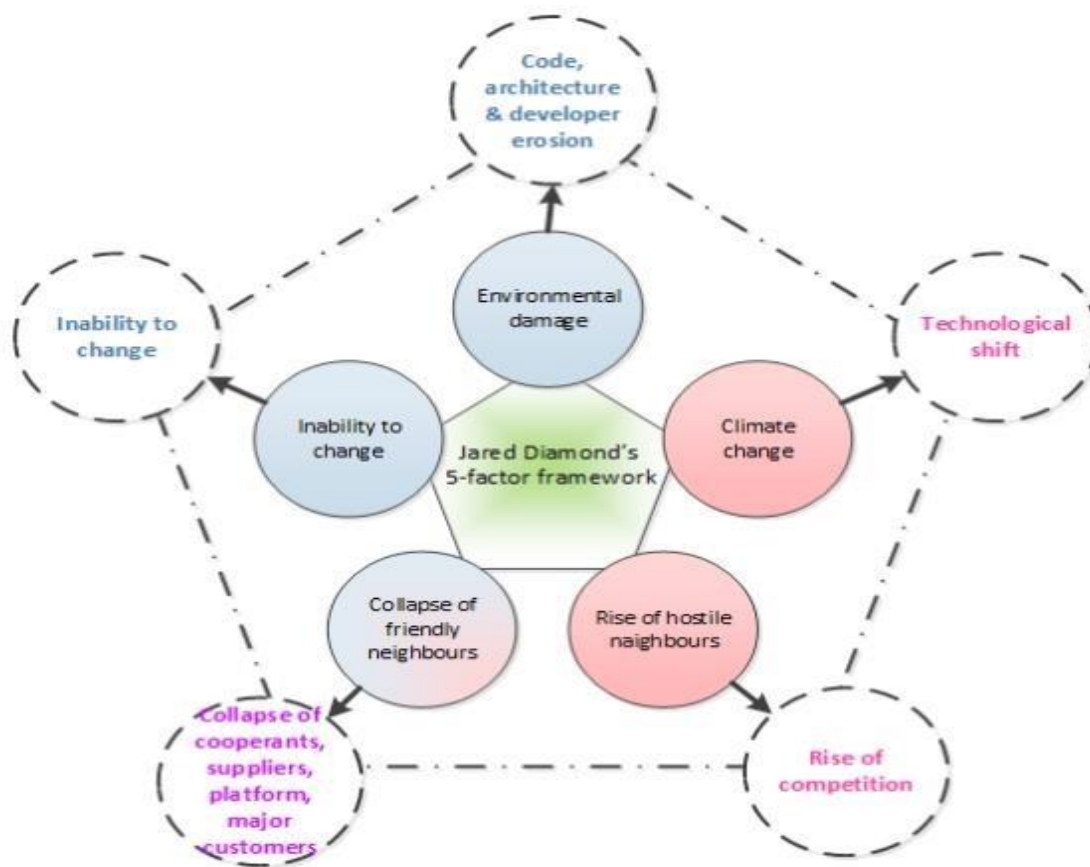 Code,
architecture
& developer
erosion
Environmental
damage
Inability to
change
Technological
shift
Inability to
change
Jared Diamond's
5-factor framework
Climate
change
Collapse of
friendly
neighbours
Rise of hostile
naighbours
Collapse of
cooperants,
suppliers,
platform,
major
customers
Rise of
competition